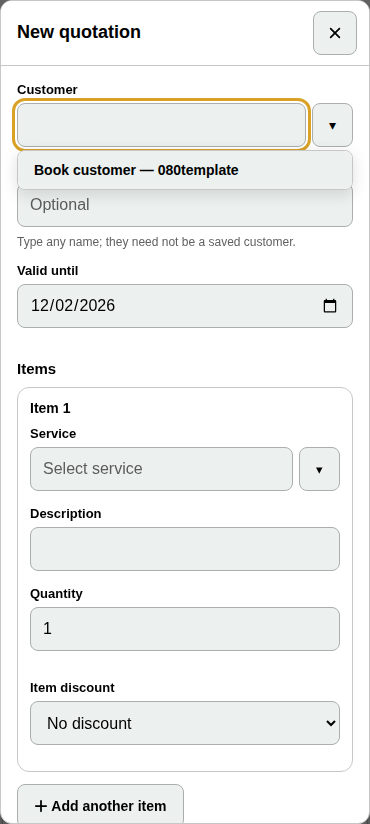 New quotation
Customer
Book customer — 080template
Optional
Type any name; they need not be a saved customer.
Valid until
12/02/2026
Items
Item 1
Service
Select service
Description
Quantity
1
Item discount
No discount
+ Add another item